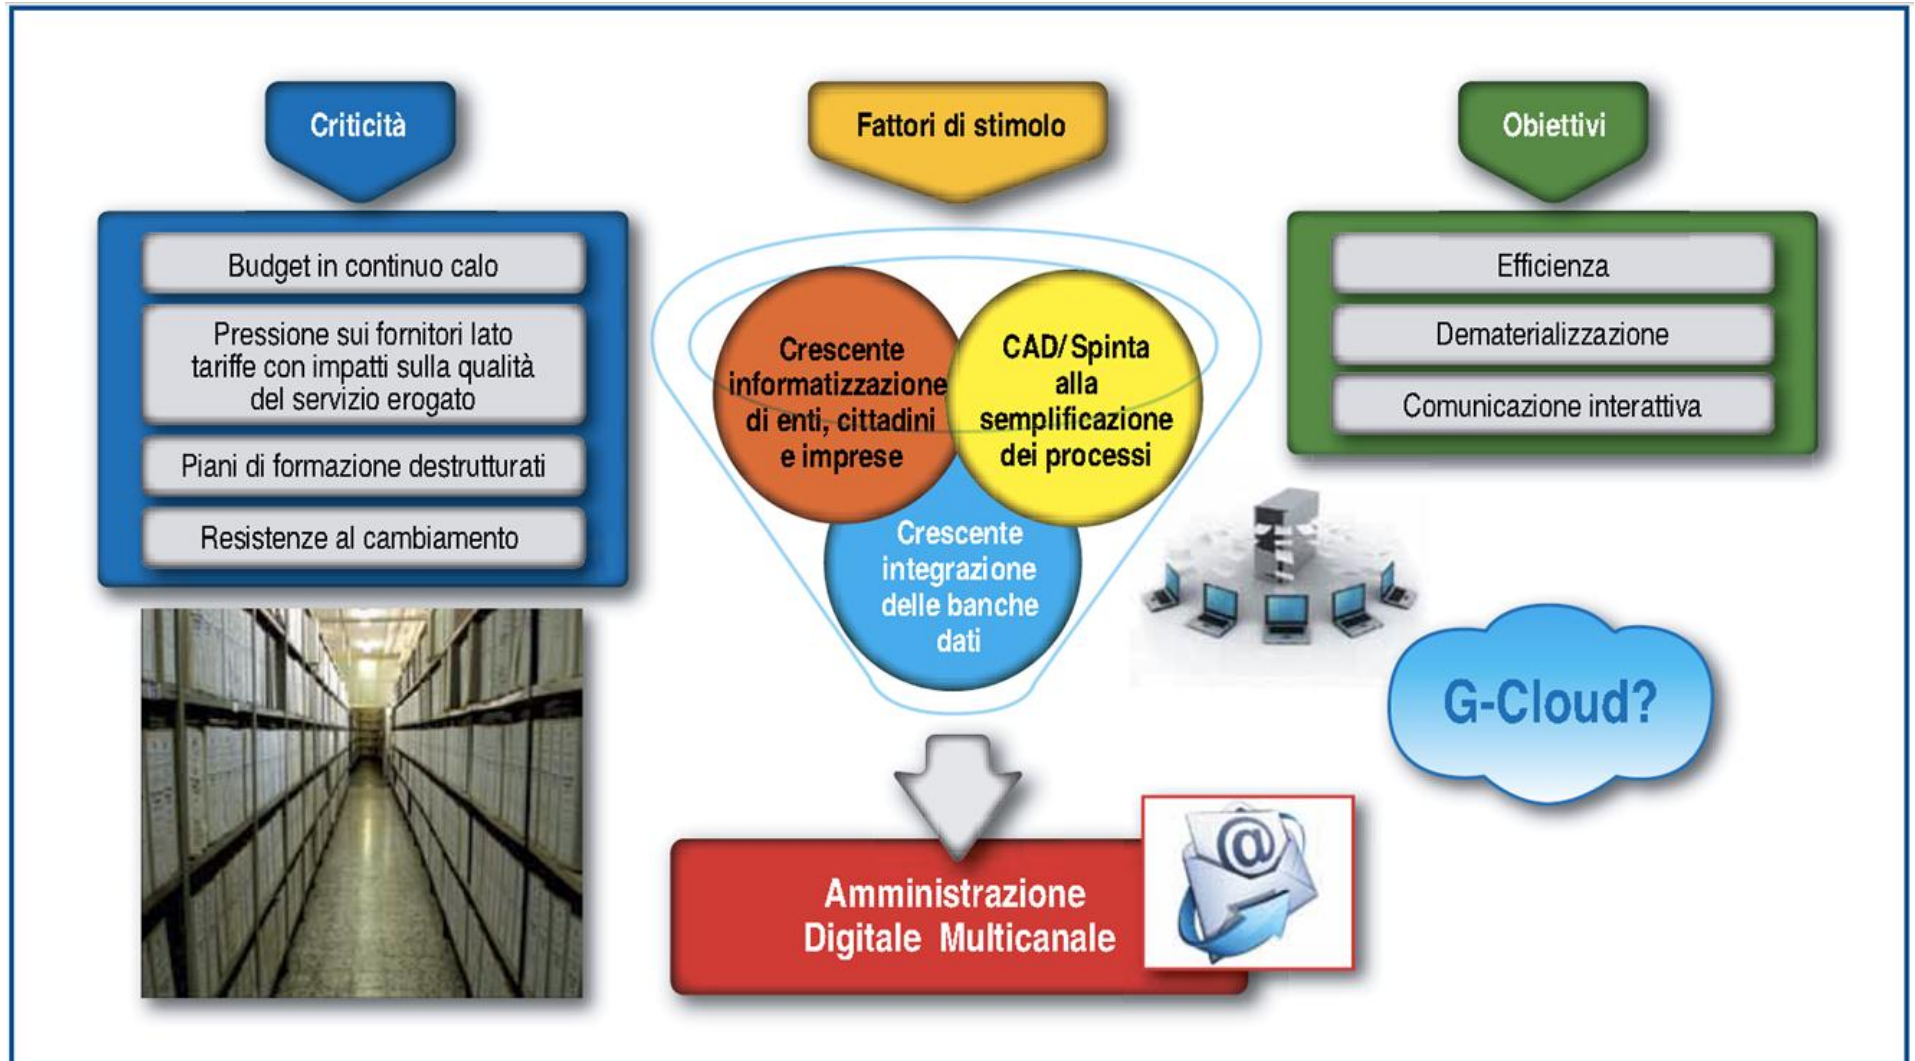 Criticità
Budget in continuo calo
Pressione sui fornitori lato
tariffe con impatti sulla qualità
del servizio erogato
Piani di formazione destrutturati
Resistenze al cambiamento
Fattori di stimolo
Crescente
informatizzazione
di enti, cittadini
e imprese
CAD/Spinta
alla
semplificazione
dei processi
Crescente
integrazione
delle banche
dati
Amministrazione
Digitale Multicanale
@
Obiettivi
Efficienza
Dematerializzazione
Comunicazione interattiva
G-Cloud?